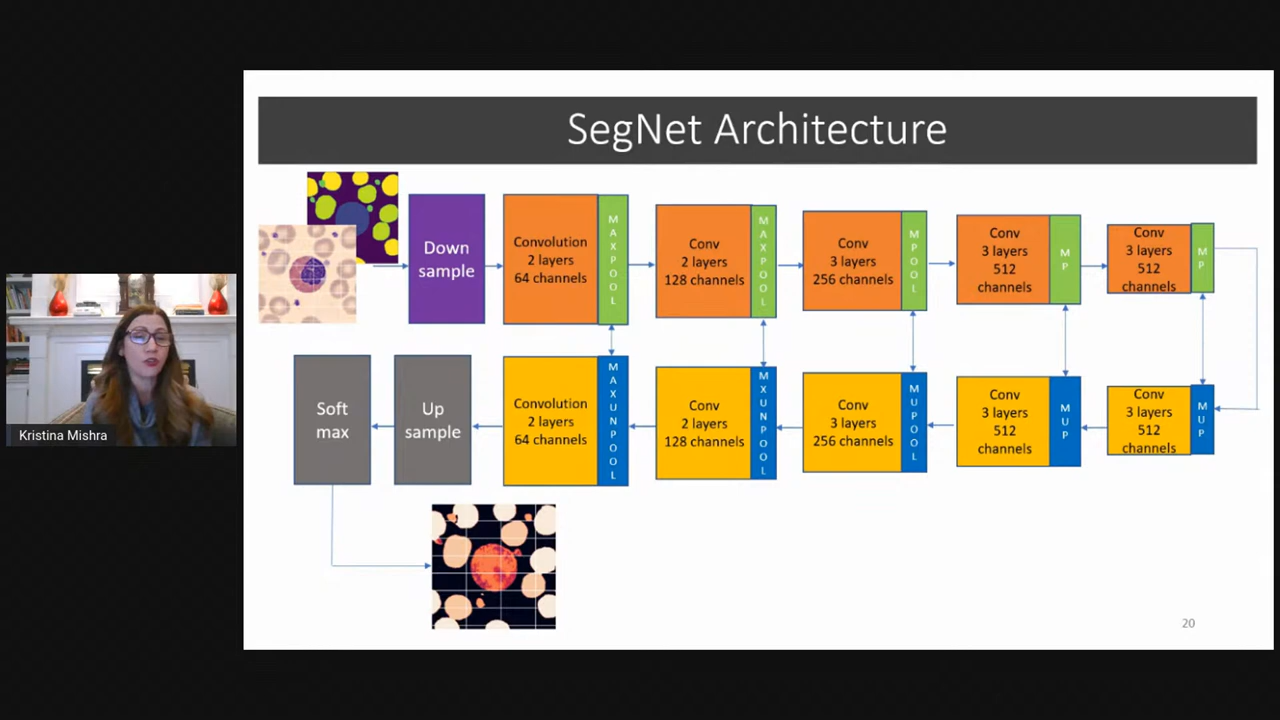 SegNet Architecture
Down
sample
Convolution
2 layers
64 channels
MAXPOOL
Conv
2 layers
128 channels
MAXPOOL
Conv
3 layers
256 channels
MPOOL
Conv
3 layers
512
channels
MP
Conv
3 layers
512
channels
MP
Soft
max
Up
sample
Convolution
2 layers
64 channels
MAXUNPOOL
Conv
2 layers
128 channels
MXUNPOOL
Conv
3 layers
256 channels
MUPOOL
Conv
3 layers
512
channels
MUP
Conv
3 layers
512
channels
MUP
Kristina Mishra
20